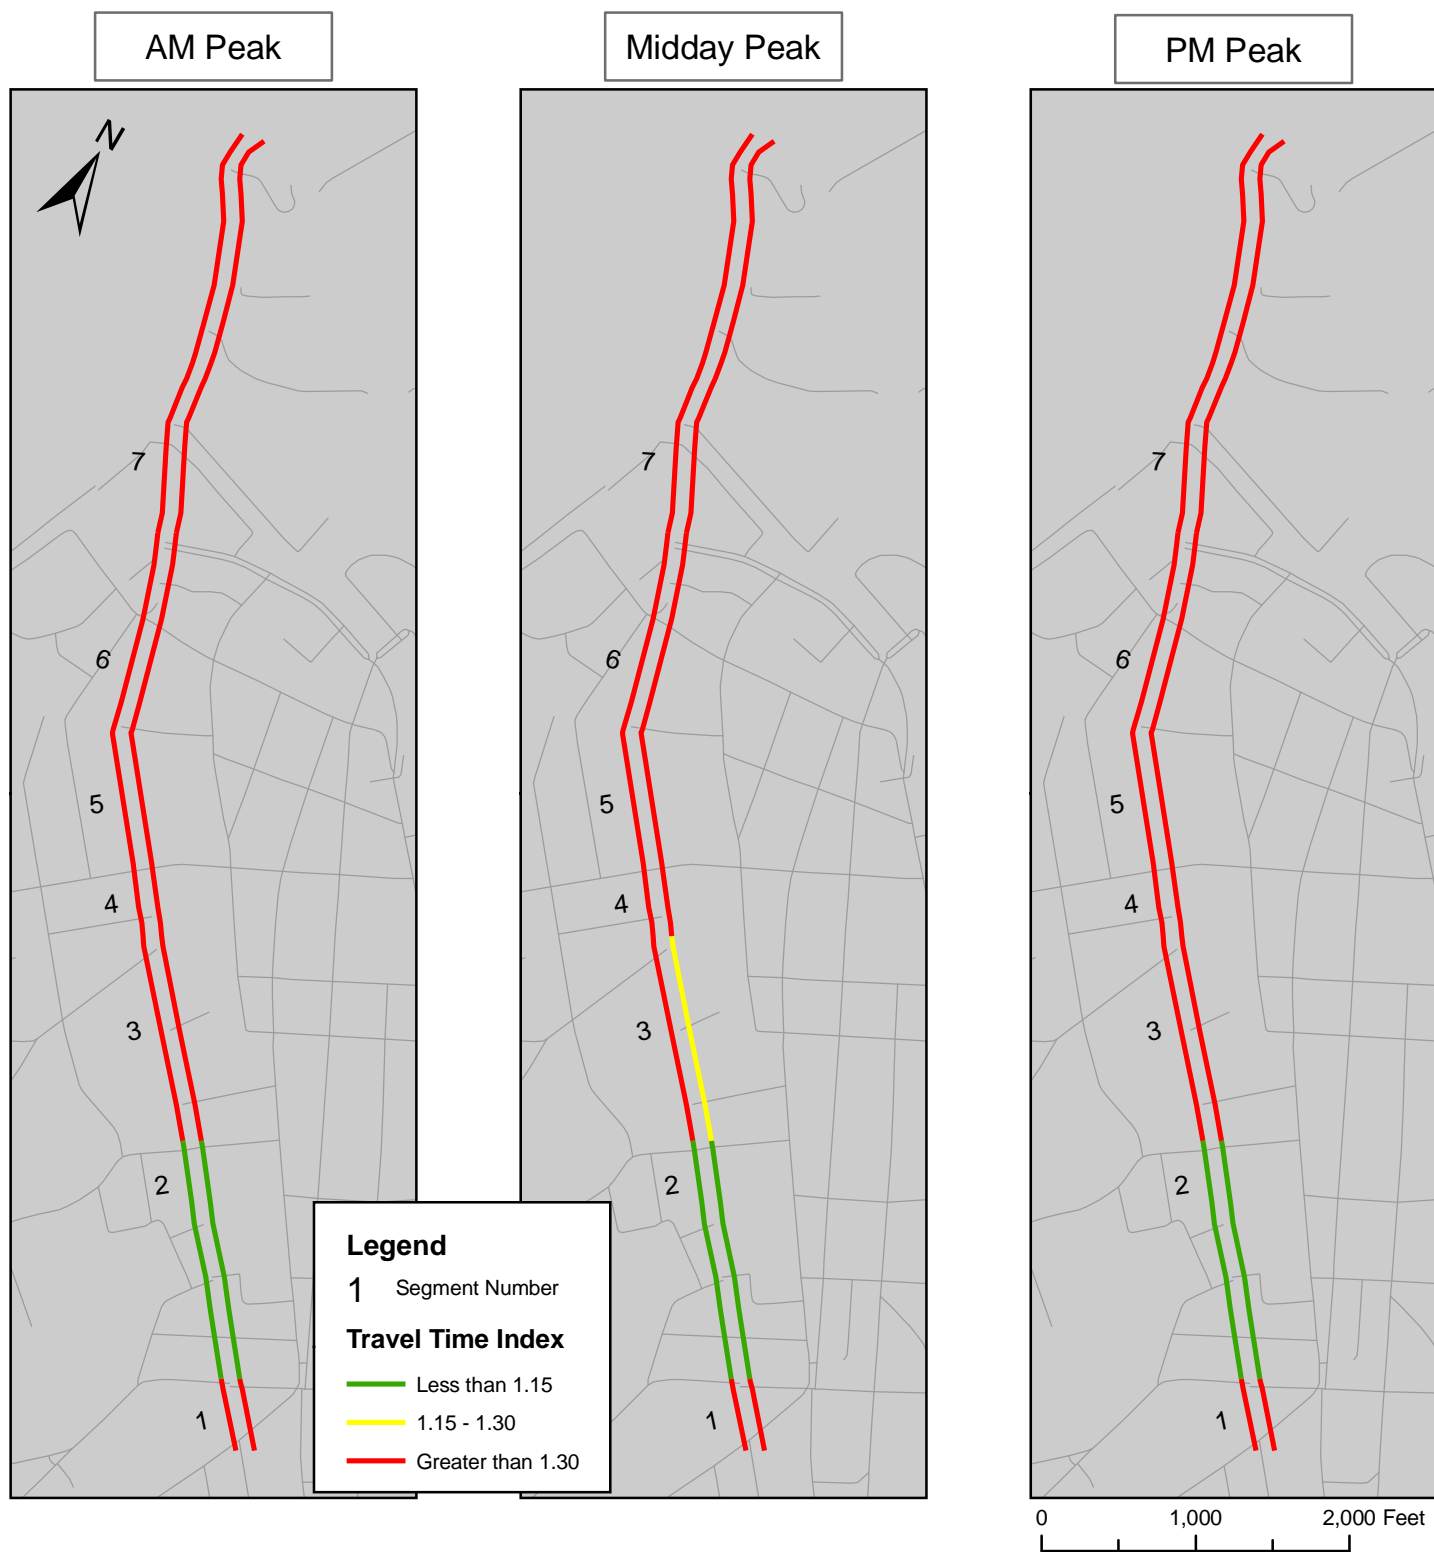 AM Peak
Midday Peak
PM Peak
N
7
7
7
6
6
6
5
5
5
4
4
4
3
3
3
2
2
2
1
1
1
Legend
1 Segment Number
Travel Time Index
Less than 1.15
1.15 - 1.30
Greater than 1.30
0 1,000 2,000 Feet